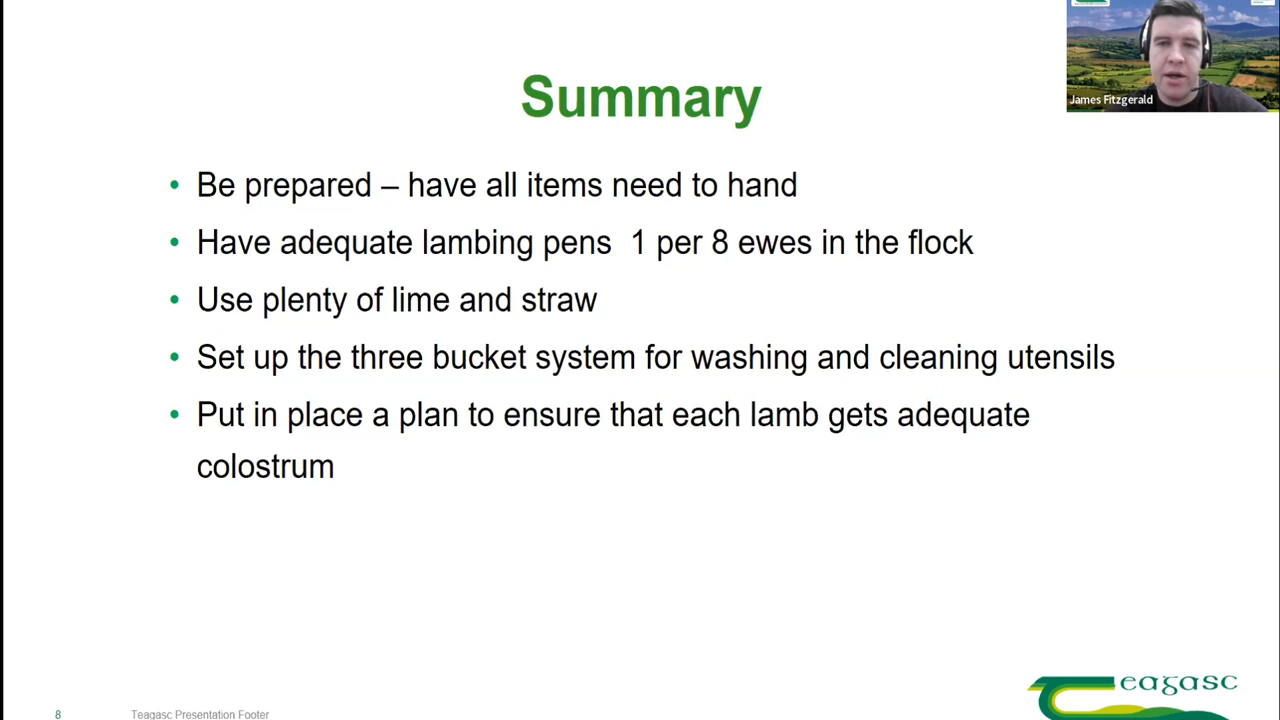 James Fitzgerald
Summary
• Be prepared – have all items need to hand
• Have adequate lambing pens  1 per 8 ewes in the flock
• Use plenty of lime and straw
• Set up the three bucket system for washing and cleaning utensils
• Put in place a plan to ensure that each lamb gets adequate
colostrum
8
Teagasc Presentation Footer
eagasc